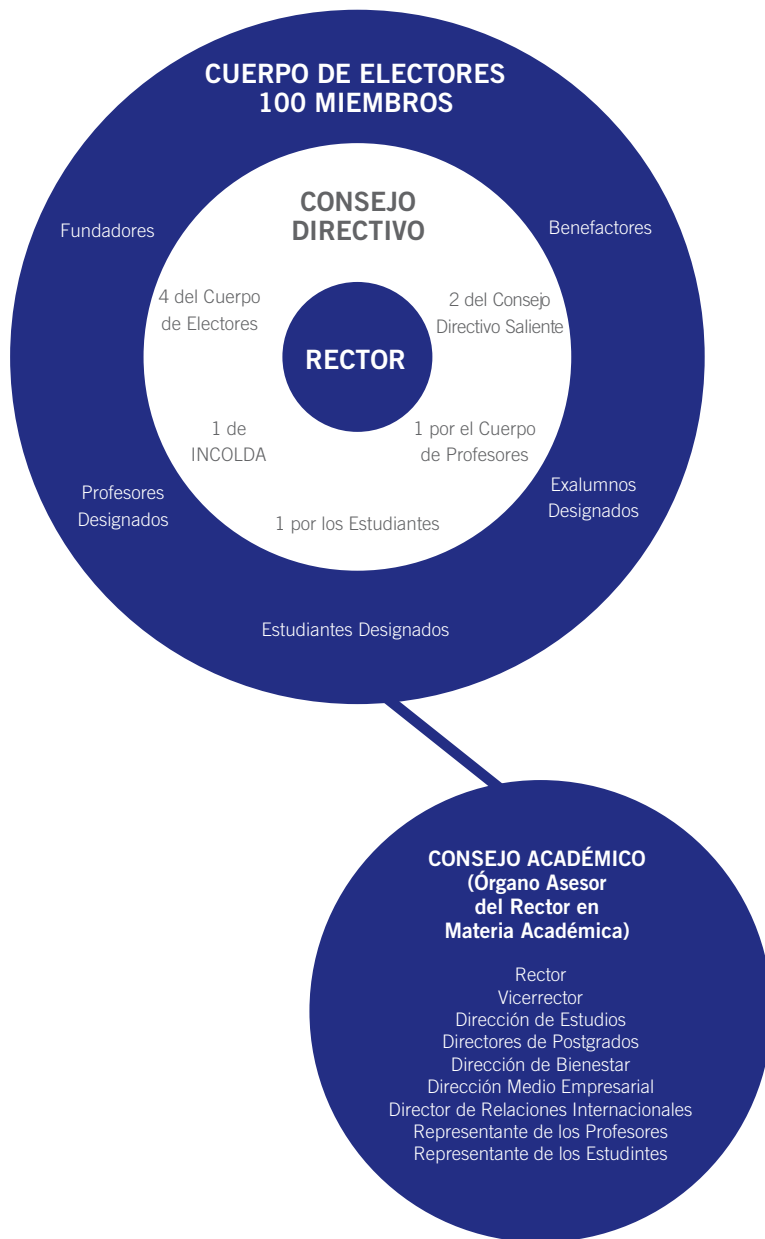 CUERPO DE ELECTORES
100 MIEMBROS
Fundadores
Benefactores
CONSEJO
DIRECTIVO
4 del Cuerpo
de Electores
2 del Consejo
Directivo Saliente
RECTOR
1 de
INCOLDA
1 por el Cuerpo
de Profesores
1 por los Estudiantes
Profesores
Designados
Exalumnos
Designados
Estudiantes Designados
CONSEJO ACADÉMICO
(Órgano Asesor
del Rector en
Materia Académica)
Rector
Vicerrector
Dirección de Estudios
Directores de Postgrados
Dirección de Bienestar
Dirección Medio Empresarial
Director de Relaciones Internacionales
Representante de los Profesores
Representante de los Estudintes